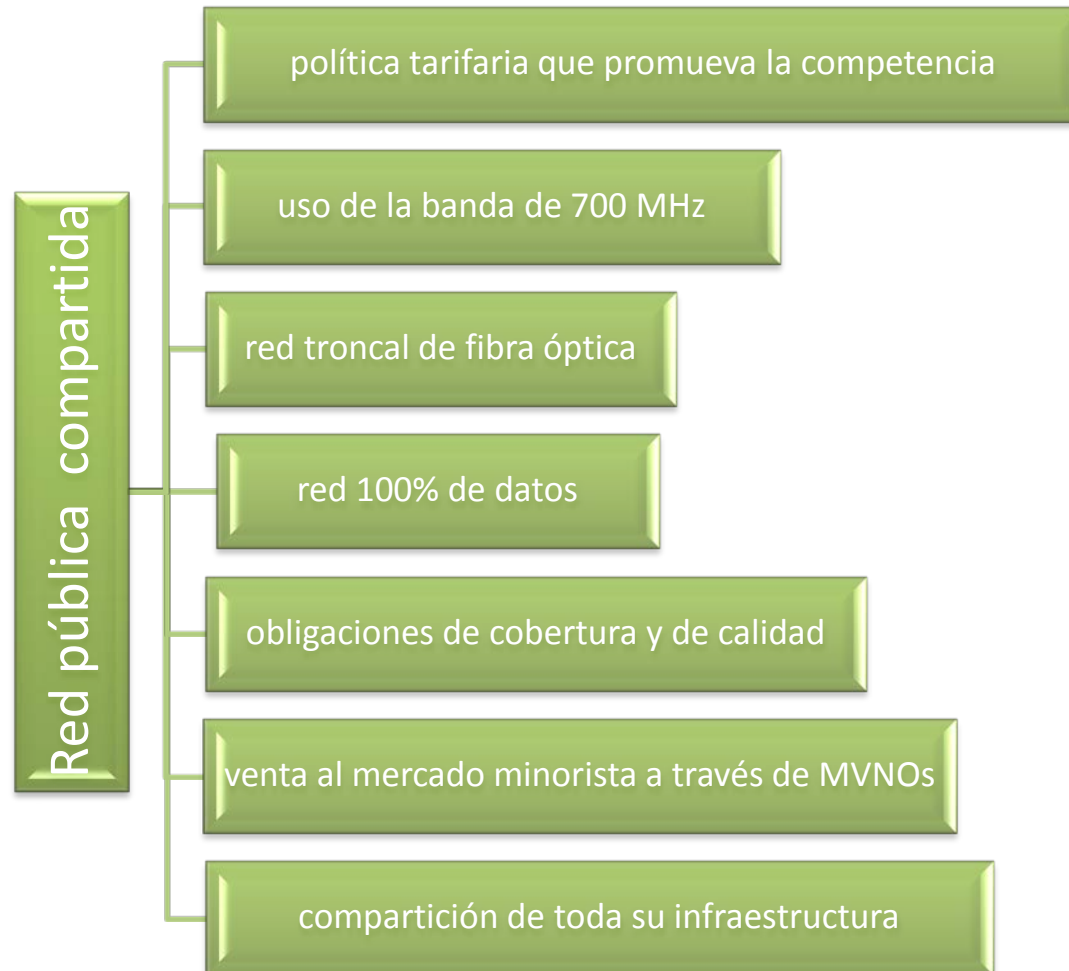 Red pública compartida
política tarifaria que promueva la competencia
uso de la banda de 700 MHz
red troncal de fibra óptica
red 100% de datos
obligaciones de cobertura y de calidad
venta al mercado minorista a través de MVNOs
compartición de toda su infraestructura